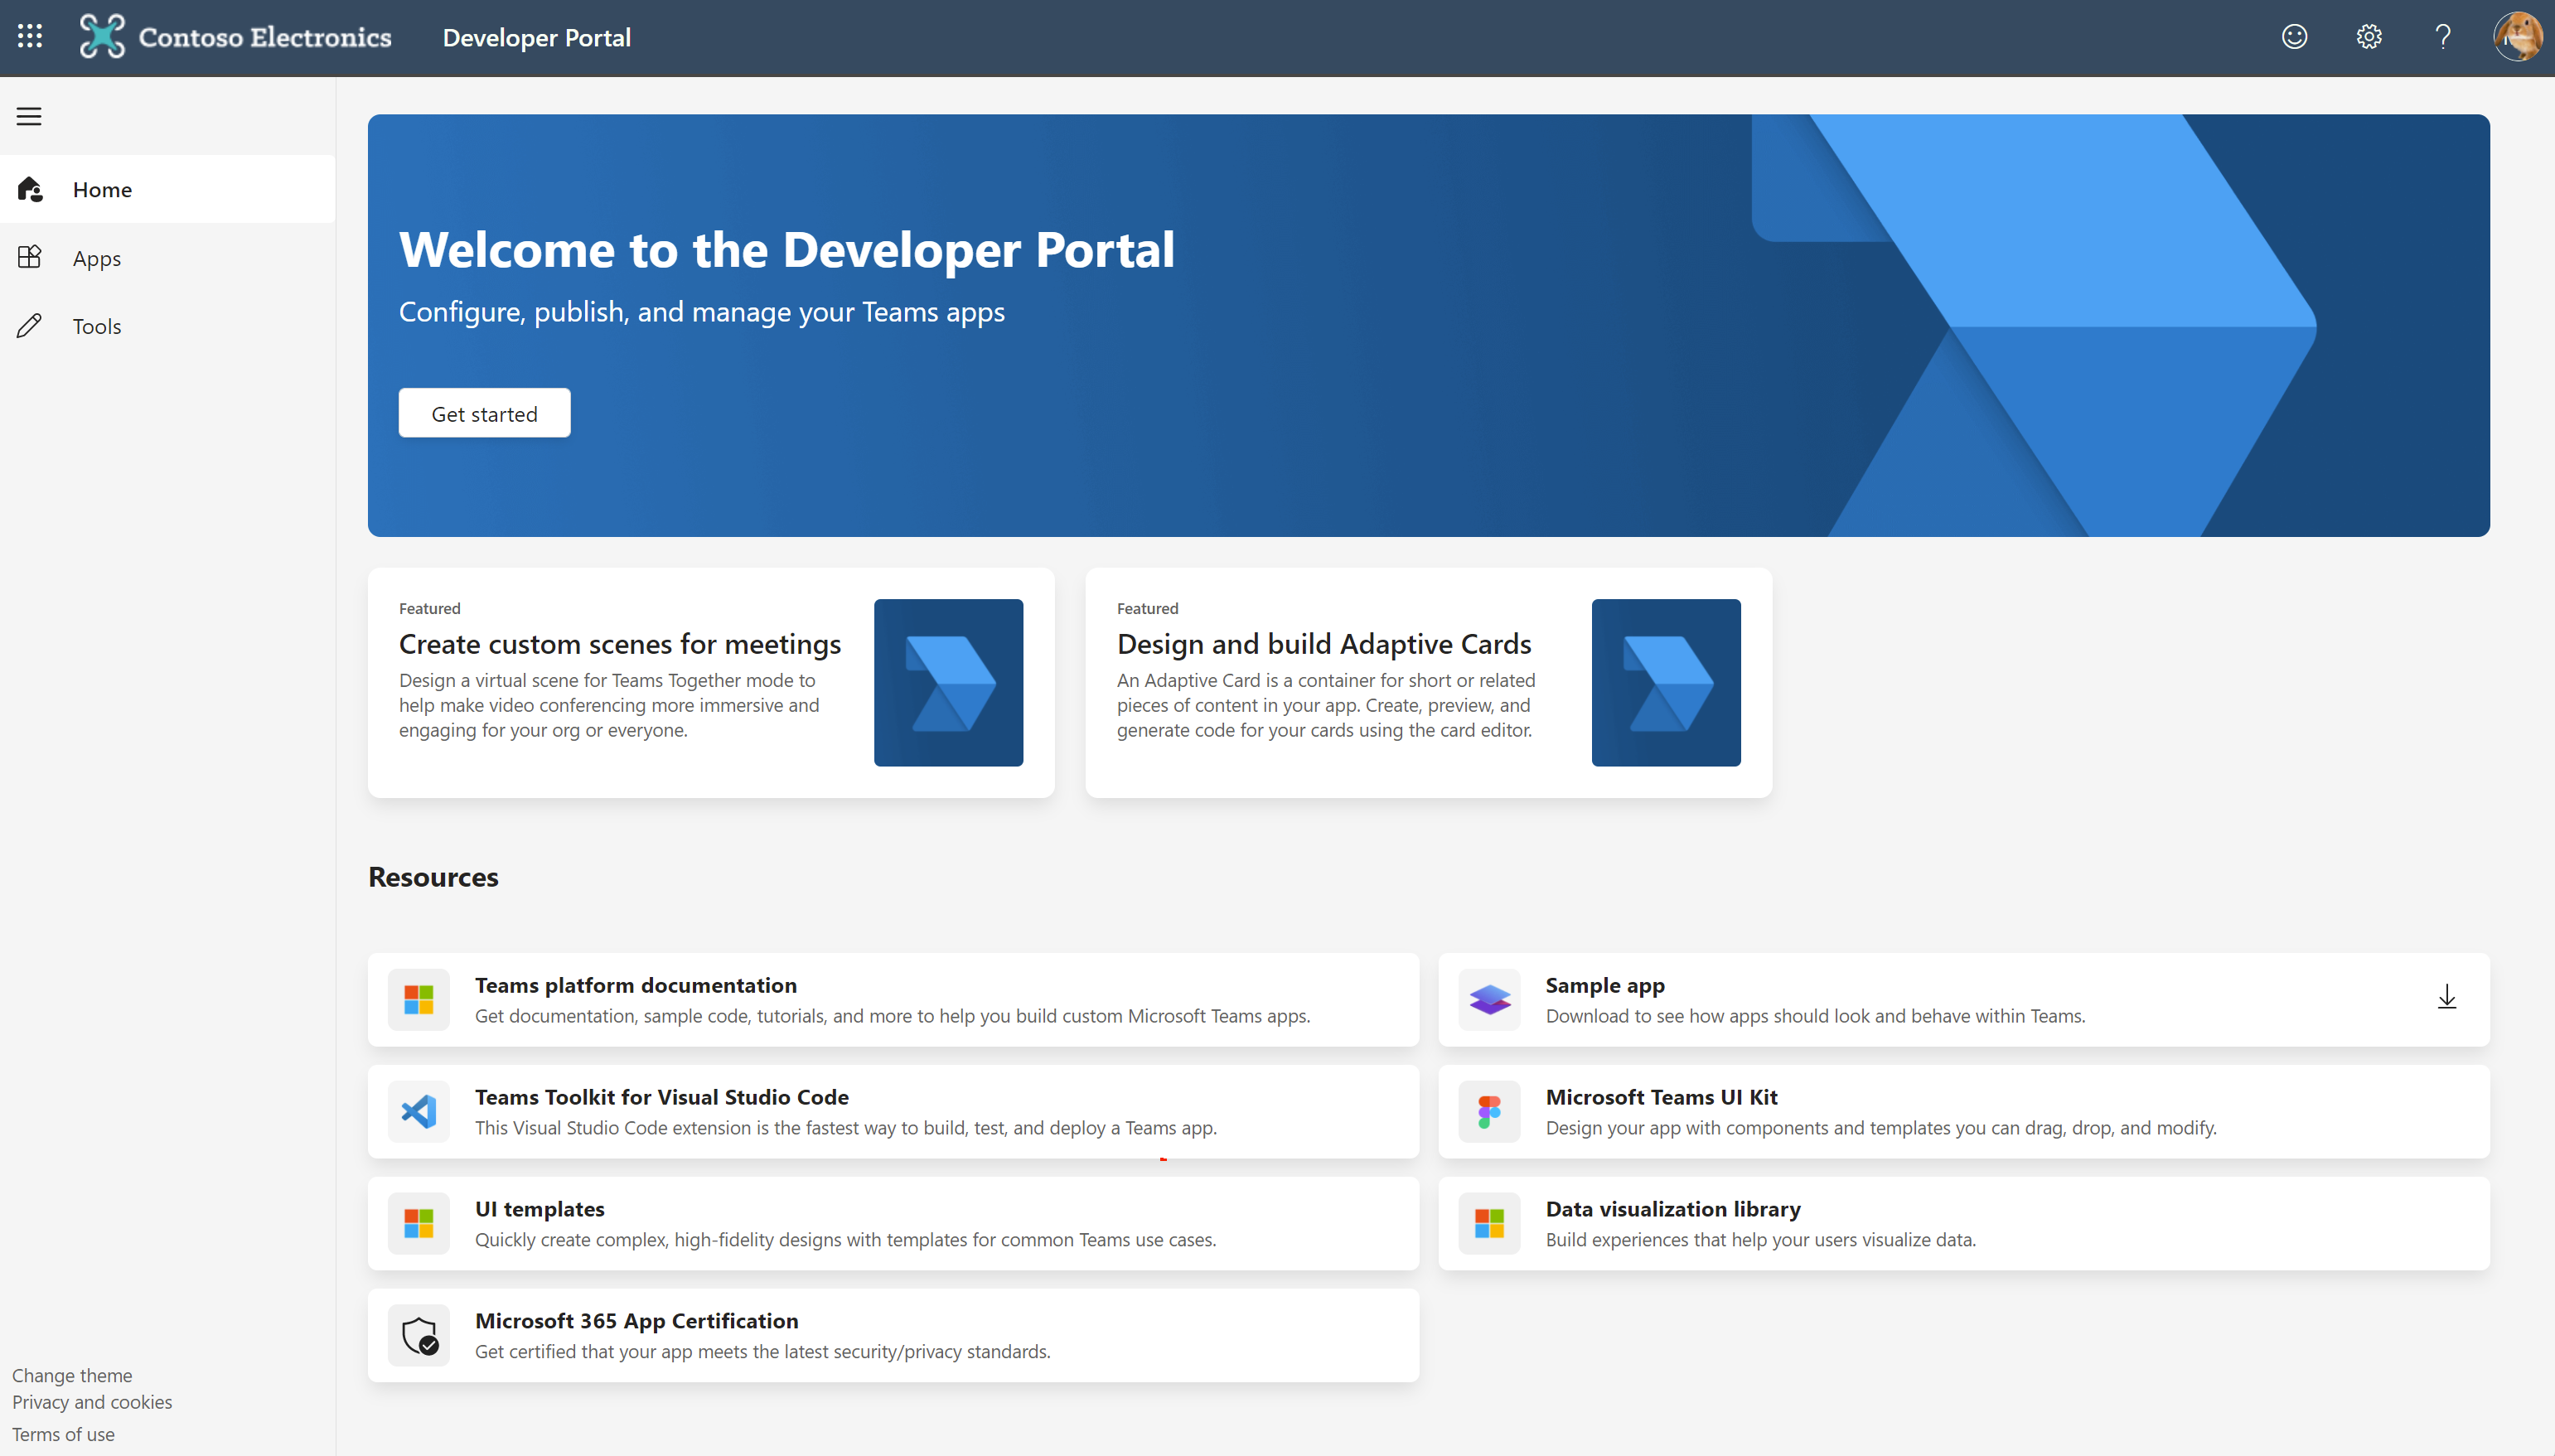 Contoso Electronics
Developer Portal
Home
Apps
Tools
Welcome to the Developer Portal
Configure, publish, and manage your Teams apps
Get started
Featured
Create custom scenes for meetings
Design a virtual scene for Teams Together mode to
help make video conferencing more immersive and
engaging for your org or everyone.
Featured
Design and build Adaptive Cards
An Adaptive Card is a container for short or related
pieces of content in your app. Create, preview, and
generate code for your cards using the card editor.
Resources
Teams platform documentation
Get documentation, sample code, tutorials, and more to help you build custom Microsoft Teams apps.
Sample app
Download to see how apps should look and behave within Teams.
Teams Toolkit for Visual Studio Code
This Visual Studio Code extension is the fastest way to build, test, and deploy a Teams app.
Microsoft Teams UI Kit
Design your app with components and templates you can drag, drop, and modify.
UI templates
Quickly create complex, high-fidelity designs with templates for common Teams use cases.
Data visualization library
Build experiences that help your users visualize data.
Microsoft 365 App Certification
Get certified that your app meets the latest security/privacy standards.
Change theme
Privacy and cookies
Terms of use